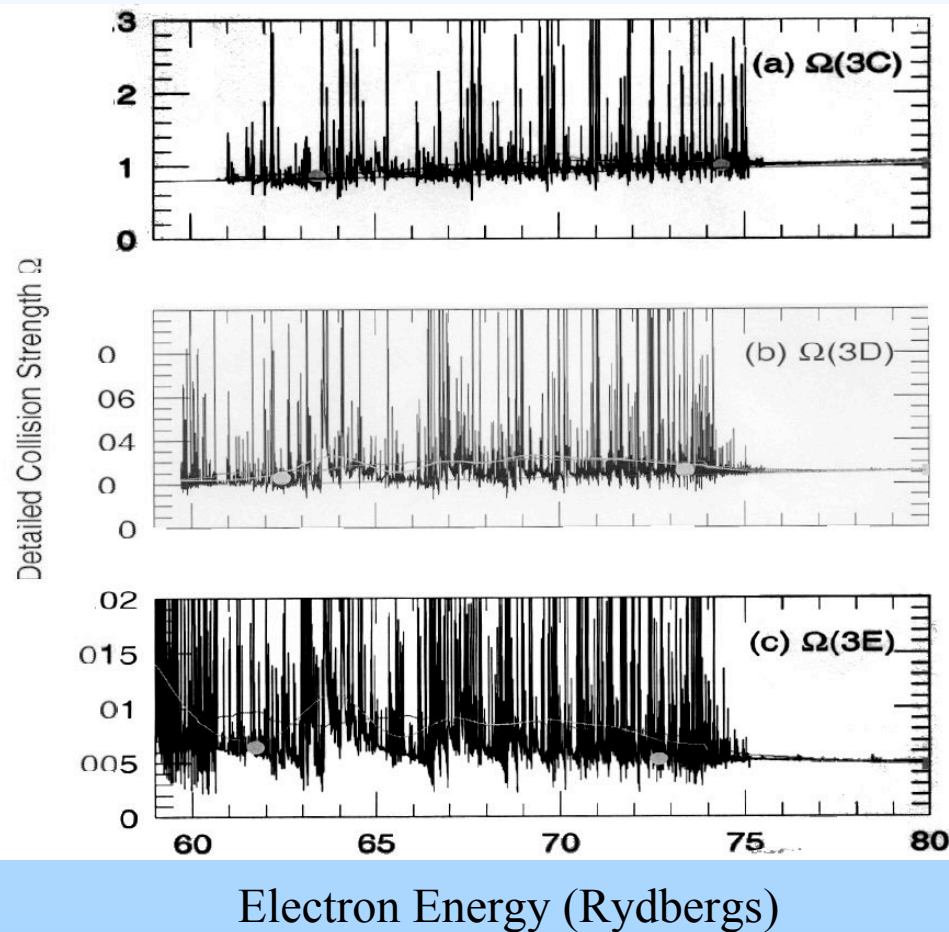 .3
(a) Ω(3C)
.2
1
0
Detailed Collision Strength Ω
(b) Ω(3D)
0
06
04
0
0
02
(c) Ω(3E)
015
01
005
0
60 65 70 75 80
Electron Energy (Rydbergs)